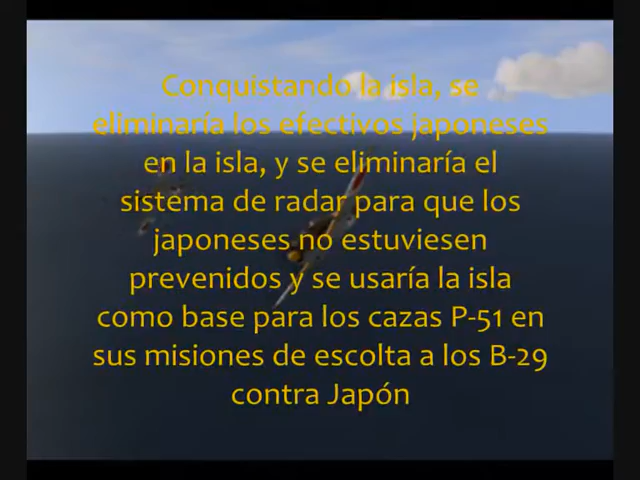 Conquistando la isla, se
eliminaría los efectivos japoneses
en la isla, y se eliminaría el
sistema de radar para que los
japoneses no estuviesen
prevenidos y se usaría la isla
como base para los cazas P-51 en
sus misiones de escolta a los B-29
contra Japón